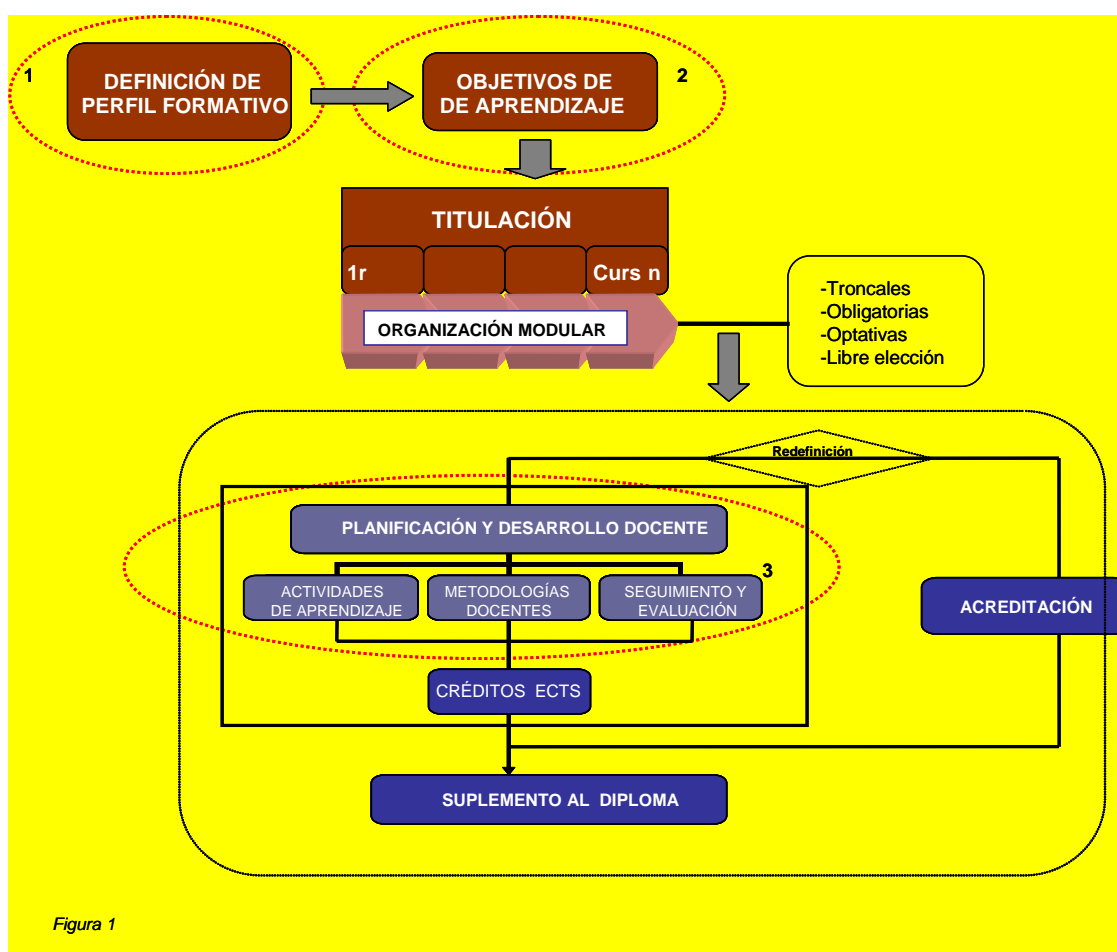 1
DEFINICIÓN DE
PERFIL FORMATIVO
OBJETIVOS DE
DE APRENDIZAJE
2
TITULACIÓN
1r
Curs n
ORGANIZACIÓN MODULAR
-Troncales
-Obligatorias
-Optativas
-Libre elección
Redefinición
PLANIFICACIÓN Y DESARROLLO DOCENTE
3
ACTIVIDADES
DE APRENDIZAJE
METODOLOGÍAS
DOCENTES
SEGUIMIENTO Y
EVALUACIÓN
ACREDITACIÓN
CRÉDITOS ECTS
SUPLEMENTO AL DIPLOMA
Figura 1